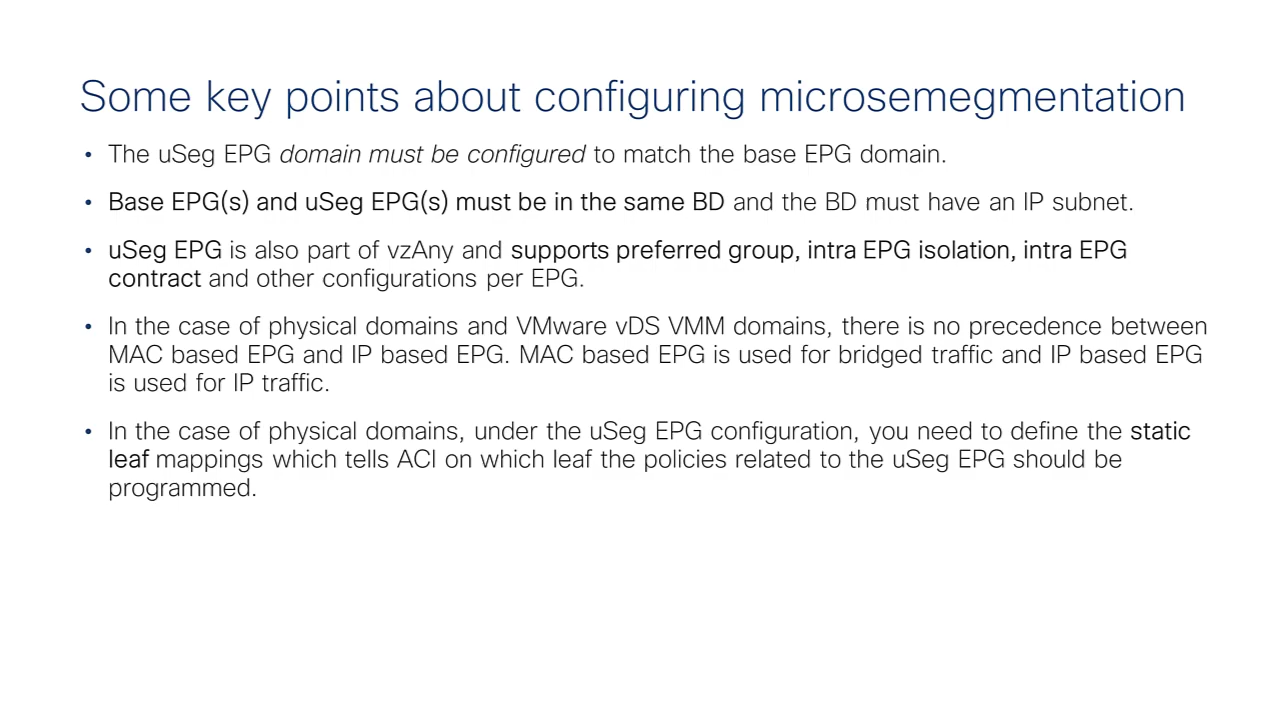 Some key points about configuring microsemegmentation
• The uSeg EPG domain must be configured to match the base EPG domain.
• Base EPG(s) and uSeg EPG(s) must be in the same BD and the BD must have an IP subnet.
• uSeg EPG is also part of vzAny and supports preferred group, intra EPG isolation, intra EPG
contract and other configurations per EPG.
• In the case of physical domains and VMware vDS VMM domains, there is no precedence between
MAC based EPG and IP based EPG. MAC based EPG is used for bridged traffic and IP based EPG
is used for IP traffic.
• In the case of physical domains, under the uSeg EPG configuration, you need to define the static
leaf mappings which tells ACI on which leaf the policies related to the uSeg EPG should be
programmed.